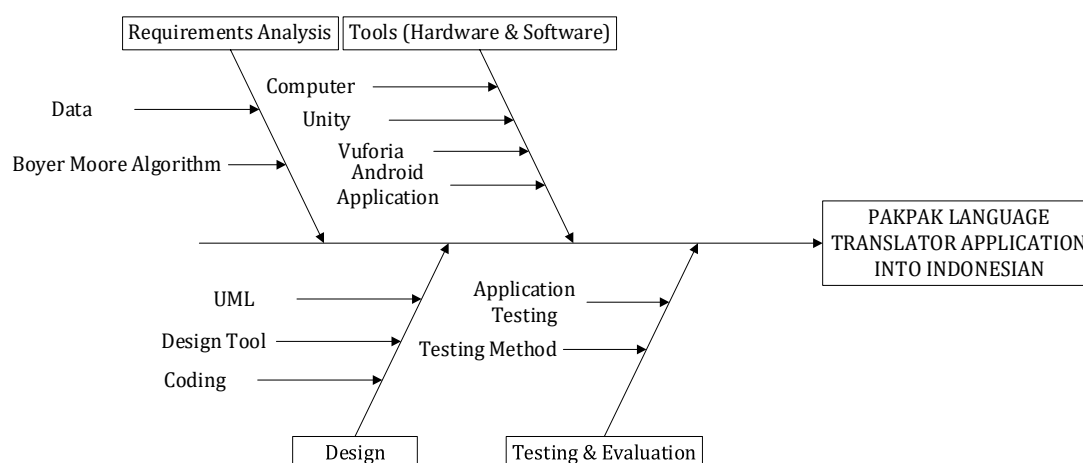 Requirements Analysis
Tools (Hardware & Software)
Computer
Data
Unity
Boyer Moore Algorithm
Vuforia
Android
Application
PAKPAK LANGUAGE
TRANSLATOR APPLICATION
INTO INDONESIAN
UML
Application
Testing
Design Tool
Testing Method
Coding
Design
Testing & Evaluation